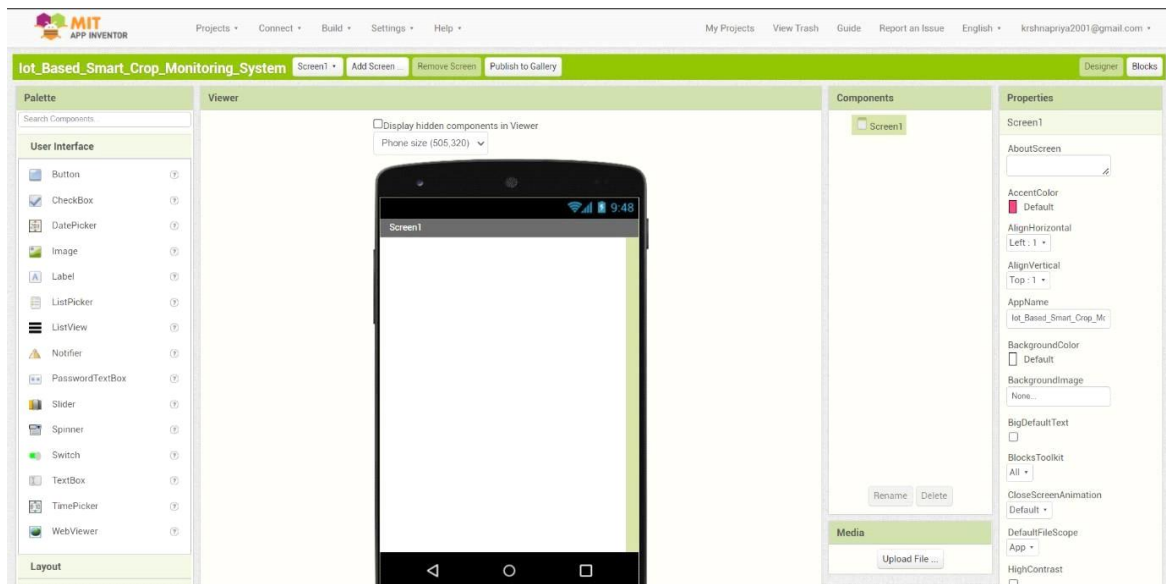 MIT
APP INVENTOR
Projects
Connect
Build
Settings
Help
My Projects
View Trash
Guide
Report an Issue
English
krshnapriya2001@gmail.com
Iot_Based_Smart_Crop_Monitoring_System
Screen1
Add Screen ...
Remove Screen
Publish to Gallery
Designer
Blocks
Palette
Search Components...
User Interface
Button
CheckBox
DatePicker
Image
Label
ListPicker
ListView
Notifier
PasswordTextBox
Slider
Spinner
Switch
TextBox
TimePicker
WebViewer
Layout
Viewer
Display hidden components in Viewer
Phone size (505,320)
9:48
Screen1
Components
Screen1
Rename
Delete
Media
Upload File ...
Properties
Screen1
AboutScreen
AccentColor
Default
AlignHorizontal
Left : 1
AlignVertical
Top : 1
AppName
Iot_Based_Smart_Crop_Mc
BackgroundColor
Default
BackgroundImage
None...
BigDefaultText
BlocksToolkit
All
CloseScreenAnimation
Default
DefaultFileScope
App
HighContrast